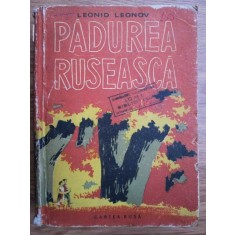 LEONID LEONOV
PADUREA
RUSEASCA
CARTEA RUSĂ